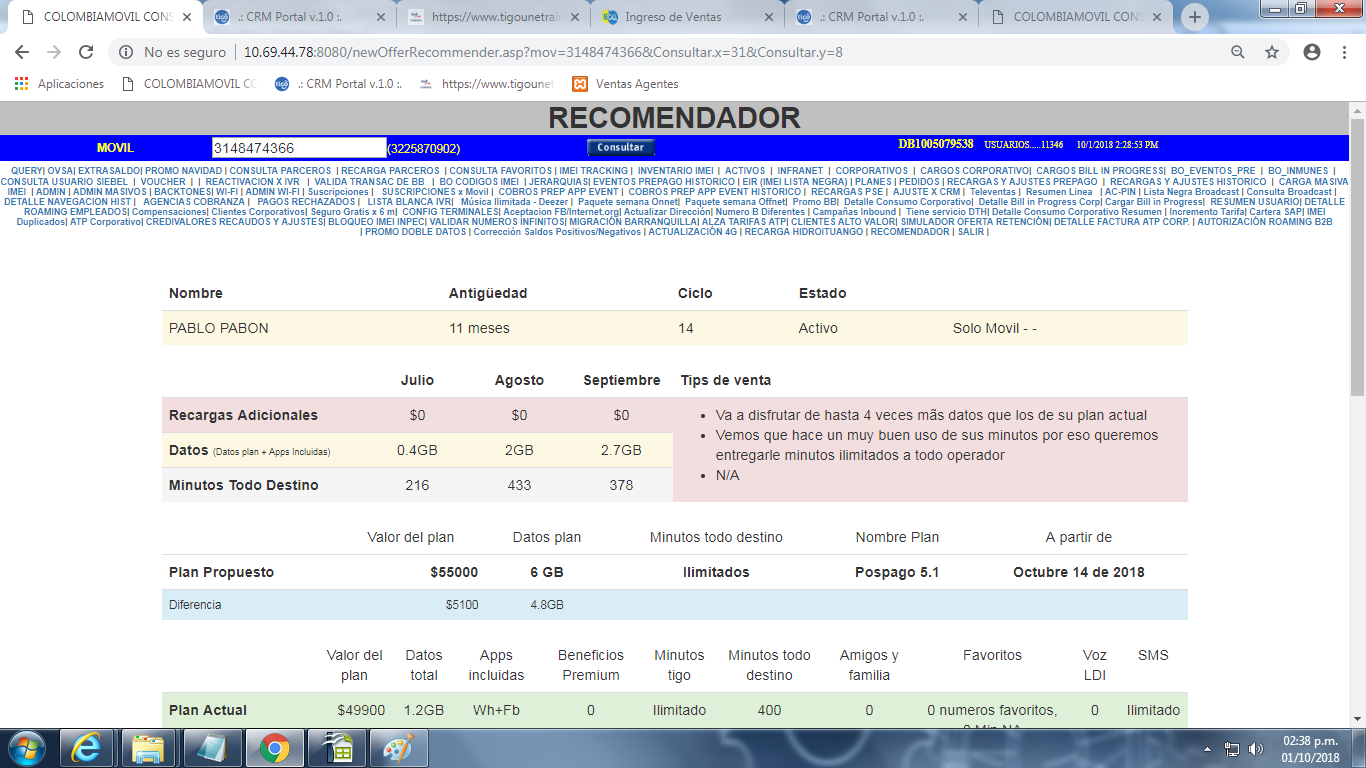 COLOMBIAMOVIL CONS
.: CRM Portal v.1.0 :.
https://www.tigounetrai
Ingreso de Ventas
.: CRM Portal v.1.0 :.
COLOMBIAMOVIL CONS
No es seguro | 10.69.44.78:8080/newOfferRecommender.asp?mov=3148474366&Consultar.x=31&Consultar.y=8
Aplicaciones COLOMBIAMOVIL CO .: CRM Portal v.1.0 :. https://www.tigounet Ventas Agentes
RECOMENDADOR
MOVIL 3148474366 (3225870902) Consultar DB1005079538 USUARIOS.....11346 10/1/2018 2:28:53 PM
QUERY| OVSA| EXTRASALDO| PROMO NAVIDAD | CONSULTA PARCEROS | RECARGA PARCEROS | CONSULTA FAVORITOS | IMEI TRACKING | INVENTARIO IMEI | ACTIVOS | INFRANET | CORPORATIVOS | CARGOS CORPORATIVO| CARGOS BILL IN PROGRESS| BO_EVENTOS_PRE | BO_INMUNES |
CONSULTA USUARIO SIEBEL | VOUCHER | | REACTIVACION X IVR | VALIDA TRANSAC DE BB | BO CODIGOS IMEI | JERARQUIAS| EVENTOS PREPAGO HISTORICO | EIR (IMEI LISTA NEGRA) | PLANES | PEDIDOS | RECARGAS Y AJUSTES PREPAGO | RECARGAS Y AJUSTES HISTORICO | CARGA MASIVA
IMEI | ADMIN | ADMIN MASIVOS | BACKTONES| WI-FI | ADMIN WI-FI | Suscripciones | SUSCRIPCIONES x Movil | COBROS PREP APP EVENT | COBROS PREP APP EVENT HISTORICO | RECARGAS PSE | AJUSTE X CRM | Televentas | Resumen Linea | AC-PIN | Lista Negra Broadcast | Consulta Broadcast |
DETALLE NAVEGACION HIST | AGENCIAS COBRANZA | PAGOS RECHAZADOS | LISTA BLANCA IVR| Música Ilimitada - Deezer | Paquete semana Onnet| Paquete semana Offnet| Promo BB| Detalle Consumo Corporativo| Detalle Bill in Progress Corp| Cargar Bill in Progress| RESUMEN USUARIO| DETALLE
ROAMING EMPLEADOS| Compensaciones| Clientes Corporativos| Seguro Gratis x 6 m| CONFIG TERMINALES| Aceptacion FB/Internet.org| Actualizar Dirección| Numero B Diferentes | Campañas Inbound | Tiene servicio DTH| Detalle Consumo Corporativo Resumen | Incremento Tarifa| Cartera SAP| IMEI
Duplicados| ATP Corporativo| CREDIVALORES RECAUDOS Y AJUSTES| BLOQUEO IMEI INPEC| VALIDAR NUMEROS INFINITOS| MIGRACIÓN BARRANQUILLA| ALZA TARIFAS ATP| CLIENTES ALTO VALOR| SIMULADOR OFERTA RETENCIÓN| DETALLE FACTURA ATP CORP. | AUTORIZACIÓN ROAMING B2B
| PROMO DOBLE DATOS | Corrección Saldos Positivos/Negativos | ACTUALIZACIÓN 4G | RECARGA HIDROITUANGO | RECOMENDADOR | SALIR |
Nombre Antigüedad Ciclo Estado
PABLO PABON 11 meses 14 Activo Solo Movil - -
Julio Agosto Septiembre Tips de venta
Recargas Adicionales $0 $0 $0
Datos (Datos plan + Apps Incluidas) 0.4GB 2GB 2.7GB
Minutos Todo Destino 216 433 378
• Va a disfrutar de hasta 4 veces mãs datos que los de su plan actual
• Vemos que hace un muy buen uso de sus minutos por eso queremos
entregarle minutos ilimitados a todo operador
• N/A
Valor del plan Datos plan Minutos todo destino Nombre Plan A partir de
Plan Propuesto $55000 6 GB Ilimitados Pospago 5.1 Octubre 14 de 2018
Diferencia $5100 4.8GB
Valor del Datos Apps Beneficios Minutos Minutos todo Amigos y Favoritos Voz SMS
plan total incluidas Premium tigo destino familia LDI
Plan Actual $49900 1.2GB Wh+Fb 0 Ilimitado 400 0 0 numeros favoritos, 0 Ilimitado
02:38 p.m.
01/10/2018